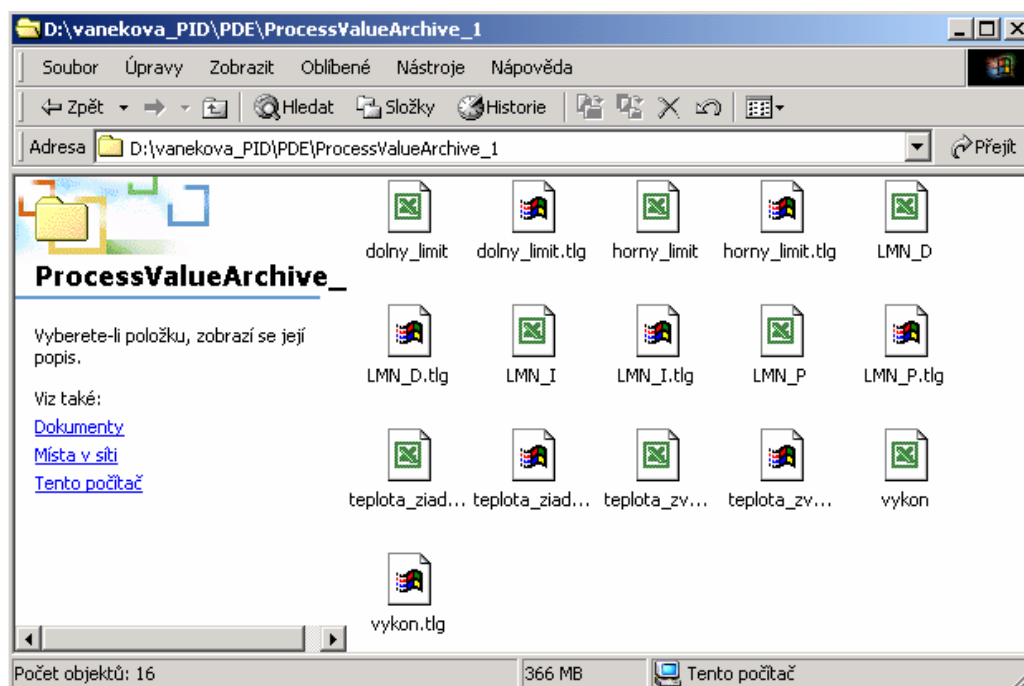 D:\vanekova_PID\PDE\ProcessValueArchive_1
Soubor Úpravy Zobrazit Oblíbené Nástroje Nápověda
Zpět Hledat Složky Historie
Adresa D:\vanekova_PID\PDE\ProcessValueArchive_1 Přejít
ProcessValueArchive_
Vyberete-li položku, zobrazí se její
popis.
Viz také:
Dokumenty
Místa v síti
Tento počítač
dolny_limit dolny_limit.tlg horny_limit horny_limit.tlg LMN_D
LMN_D.tlg LMN_I LMN_I.tlg LMN_P LMN_P.tlg
teplota_ziad... teplota_ziad... teplota_zv... teplota_zv... vykon
vykon.tlg
Počet objektů: 16 366 MB Tento počítač